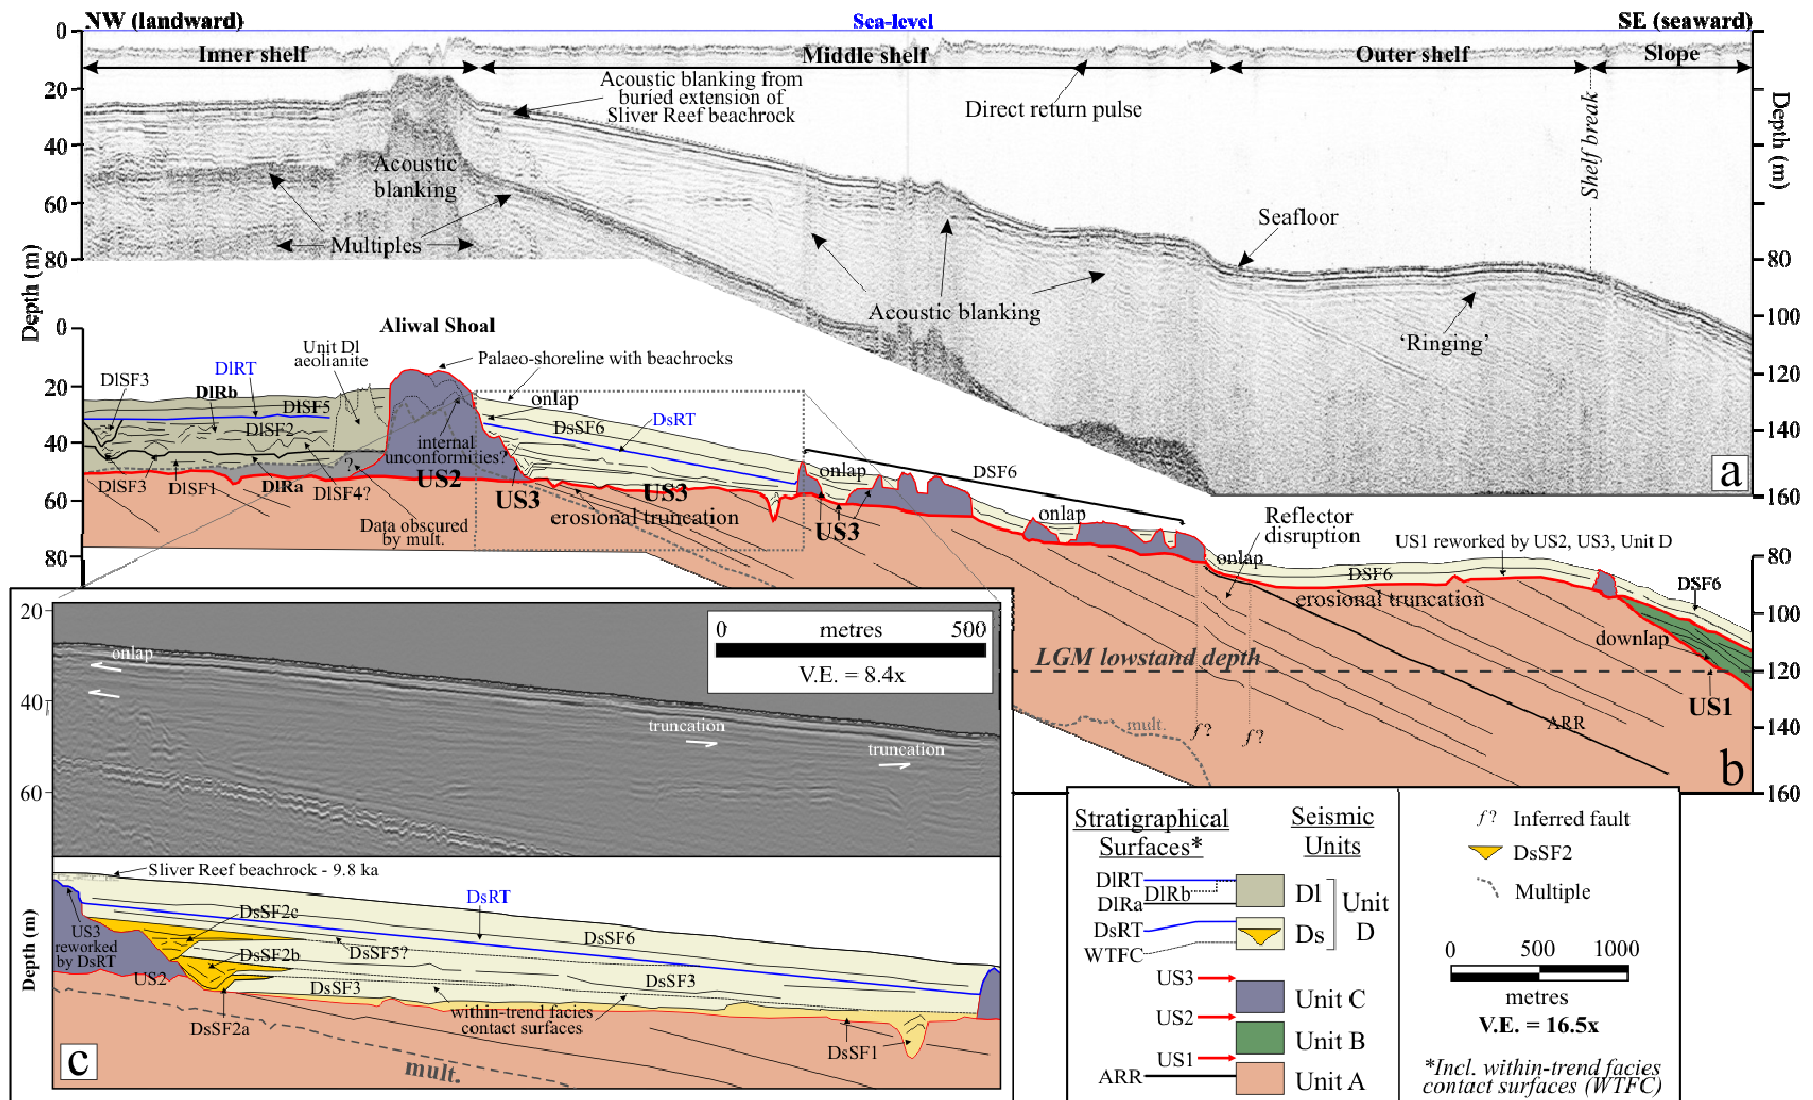 NW (landward)
Sea-level
SE (seaward)
0
Inner shelf
Middle shelf
Outer shelf
Slope
20
Acoustic blanking from
buried extension of
Sliver Reef beachrock
Direct return pulse
Depth (m)
Shelf break
40
Acoustic
blanking
60
Multiples
80
Depth (m)
Seafloor
Acoustic blanking
'Ringing'
80
100
120
140
160
a
0
Aliwal Shoal
Unit Dl
aeolianite
Palaeo-shoreline with beachrocks
20
DlSF3
DlRT
DlRb
DlSF5
DlSF2
onlap
DsSF6
DsRT
40
internal
unconformities?
?
DlSF3
DlSF1
DlRa
DlSF4?
US2
US3
US3
onlap
DSF6
60
erosional truncation
US3
onlap
Data obscured
by mult.
80
Reflector
disruption
US1 reworked by US2, US3, Unit D
80
onlap
DSF6
erosional truncation
DSF6
100
downlap
LGM lowstand depth
120
US1
ARR
140
mult.
f?
f?
b
160
20
40
60
onlap
truncation
truncation
0 metres 500
V.E. = 8.4x
Sliver Reef beachrock - 9.8 ka
DsRT
DsSF2c
DsSF6
US3
reworked
by DsRT
DsSF5?
DsSF2b
DsSF3
US2
DsSF3
within-trend facies
contact surfaces
DsSF2a
DsSF1
Depth (m)
mult.
c
Stratigraphical
Surfaces*
Seismic
Units
DlRT
DlRb
DlRa
Dl
DsRT
Ds
Unit
D
WTFC
US3
Unit C
US2
Unit B
US1
ARR
Unit A
f? Inferred fault
DsSF2
Multiple
0 500 1000
metres
V.E. = 16.5x
*Incl. within-trend facies
contact surfaces (WTFC)